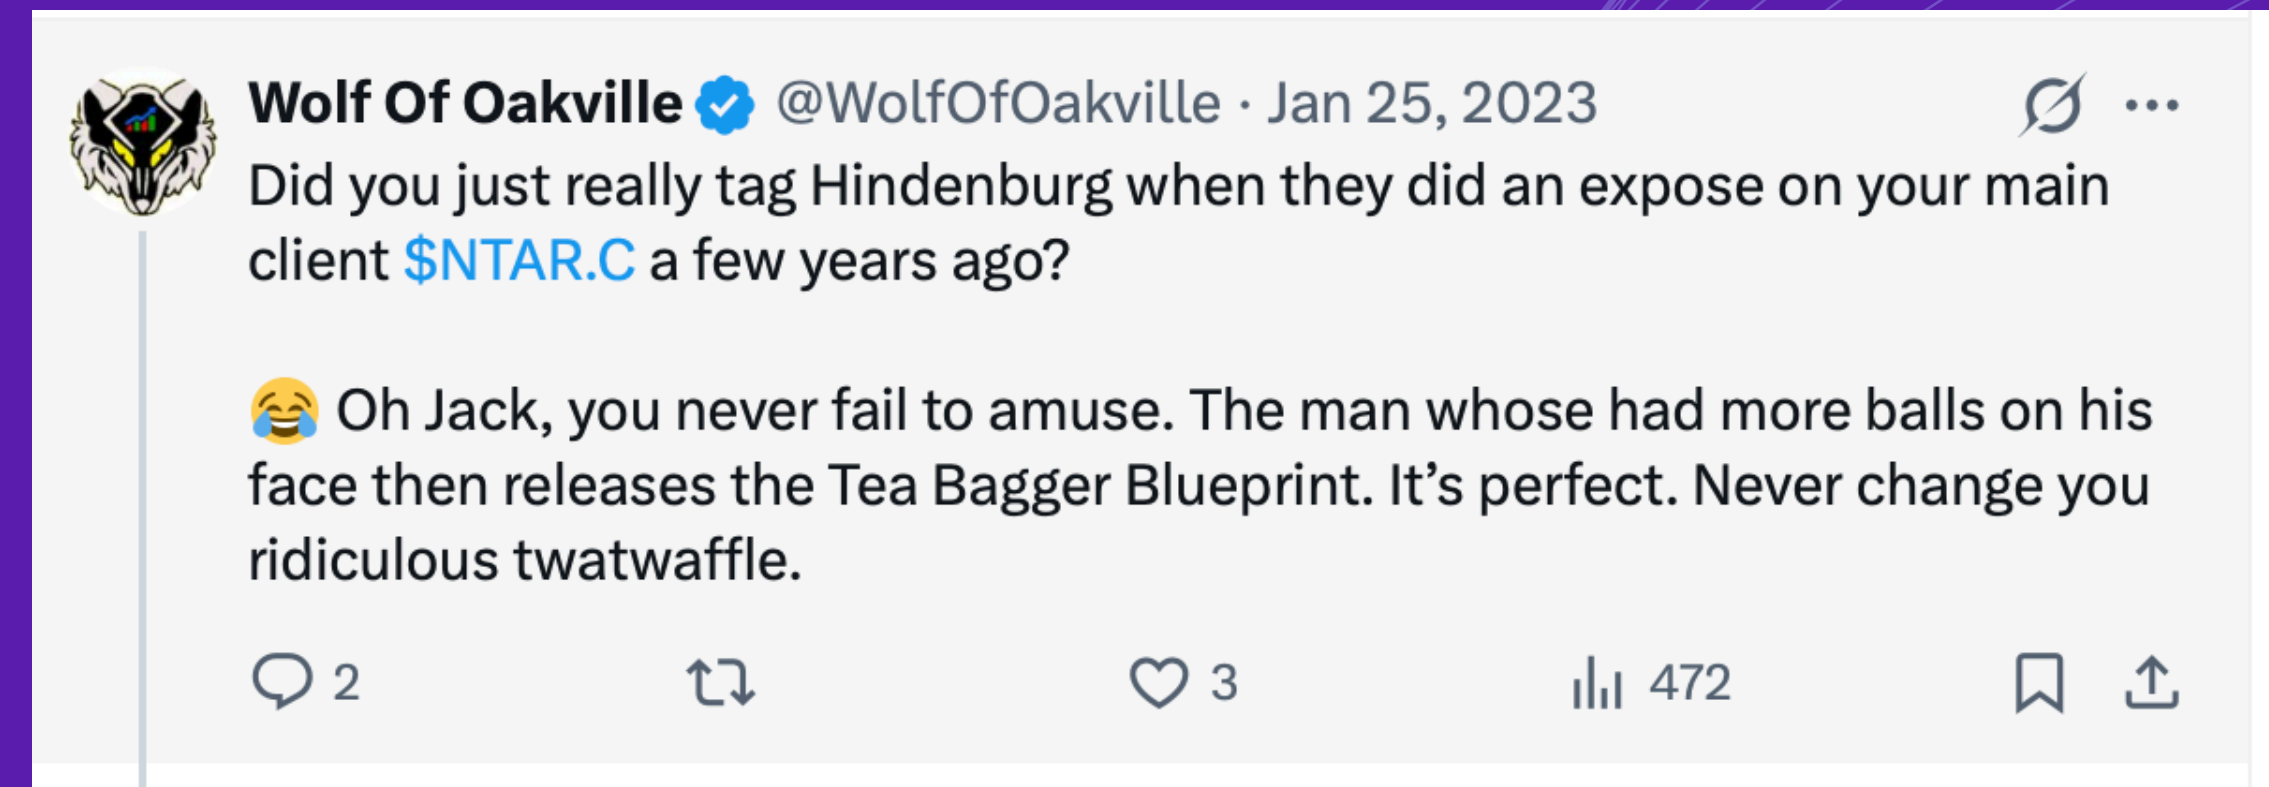 Wolf Of Oakville @WolfOfOakville · Jan 25, 2023
Did you just really tag Hindenburg when they did an expose on your main
client $NTAR.C a few years ago?
😂 Oh Jack, you never fail to amuse. The man whose had more balls on his
face then releases the Tea Bagger Blueprint. It’s perfect. Never change you
ridiculous twatwaffle.
2 3 472